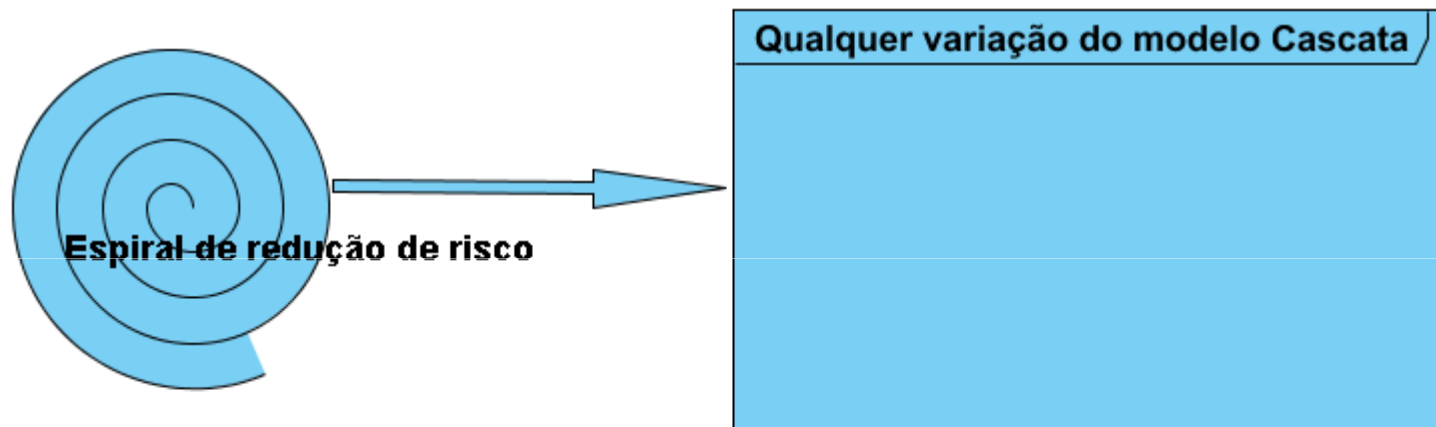 Qualquer variação do modelo Cascata
Espiral de redução de risco